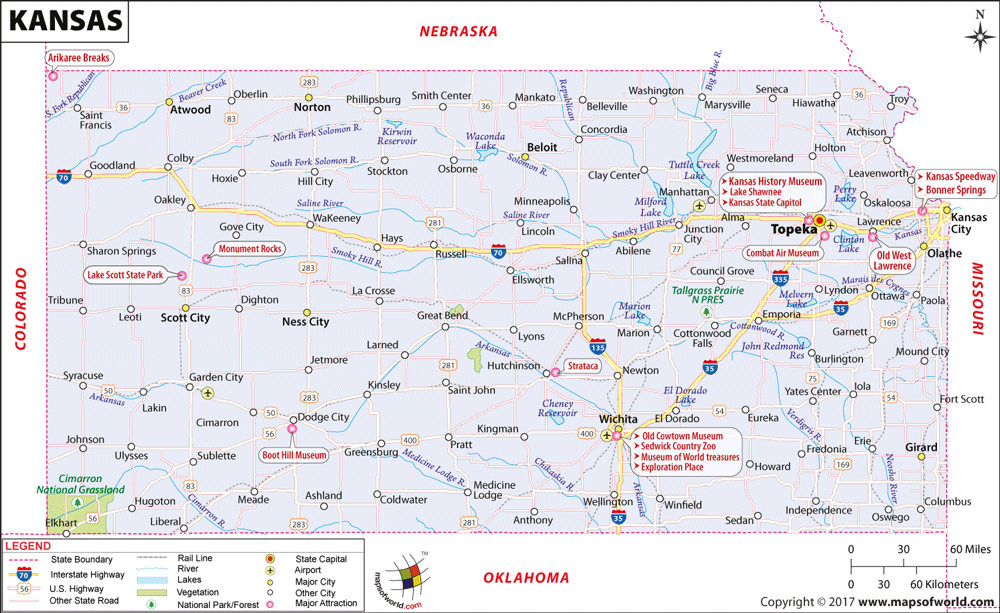 KANSAS
NEBRASKA
COLORADO
MISSOURI
OKLAHOMA
N
Arikaree Breaks
S. Fork Republican
Beaver Creek
Republican
Big Blue R.
Saint
Francis
36
Atwood
Oberlin
83
283
Norton
Phillipsburg
Smith Center
36
Mankato
Belleville
Washington
Marysville
Seneca
36
Hiawatha
Troy
North Fork Solomon R.
Kirwin
Reservoir
Waconda
Lake
Concordia
Atchison
Goodland
70
Colby
South Fork Solomon R.
Hoxie
Hill City
Stockton
Osborne
Solomon R.
Beloit
Clay Center
Tuttle Creek
Lake
Westmoreland
Holton
Leavenworth
Kansas Speedway
Bonner Springs
Oakley
Saline River
WaKeeney
281
Saline River
Minneapolis
Lincoln
Milford
Lake
Manhattan
Kansas History Museum
Lake Shawnee
Kansas State Capitol
Perry
Lake
Oskaloosa
Kansas
City
Gove City
Monument Rocks
Sharon Springs
Smoky Hill R.
Hays
Russell
70
Salina
Smoky Hill River
Abilene
Junction
City
77
Alma
Topeka
Lawrence
Kansas
Clinton
Lake
Olathe
Combat Air Museum
Old West
Lawrence
Lake Scott State Park
83
Ellsworth
Council Grove
335
Tallgrass Prairie
N PRES
Melvern
Lake
Lyndon
Marais des Cygnes
Ottawa
35
Paola
Tribune
Leoti
Scott City
Dighton
Ness City
La Crosse
Great Bend
McPherson
Lyons
Marion
Lake
Marion
Cottonwood
Falls
Cottonwood R.
Emporia
John Redmond
Res
Garnett
169
Mound City
Jetmore
Larned
Arkansas
Hutchinson
Strataca
135
Newton
35
Burlington
Syracuse
50
Arkansas
Lakin
Garden City
Cimarron
50
Kinsley
281
Saint John
50
Cheney
Reservoir
El Dorado
Lake
75
Yates Center
Iola
Fort Scott
Dodge City
Boot Hill Museum
Wichita
El Dorado
54
Eureka
54
Verdigris R.
Johnson
Ulysses
Sublette
Greensburg
400
Pratt
Kingman
400
Old Cowtown Museum
Sedwick Country Zoo
Museum of World treasures
Exploration Place
Howard
Fredonia
169
Erie
Girard
Cimarron
National Grassland
56
Elkhart
56
Hugoton
Liberal
Cimarron R.
Meade
Ashland
283
Coldwater
Medicine Lodge R.
Medicine
Lodge
281
Chikaskia R.
Anthony
Wellington
35
Arkansas
Winfield
Sedan
Independence
Neosho River
Oswego
Columbus
LEGEND
State Boundary
70
Interstate Highway
56
U.S. Highway
Other State Road
Rail Line
River
Lakes
Vegetation
National Park/Forest
State Capital
Airport
Major City
Other City
Major Attraction
mapsofworld.com
TM
0 30 60 Miles
0 30 60 Kilometers
Copyright © 2017 www.mapsofworld.com